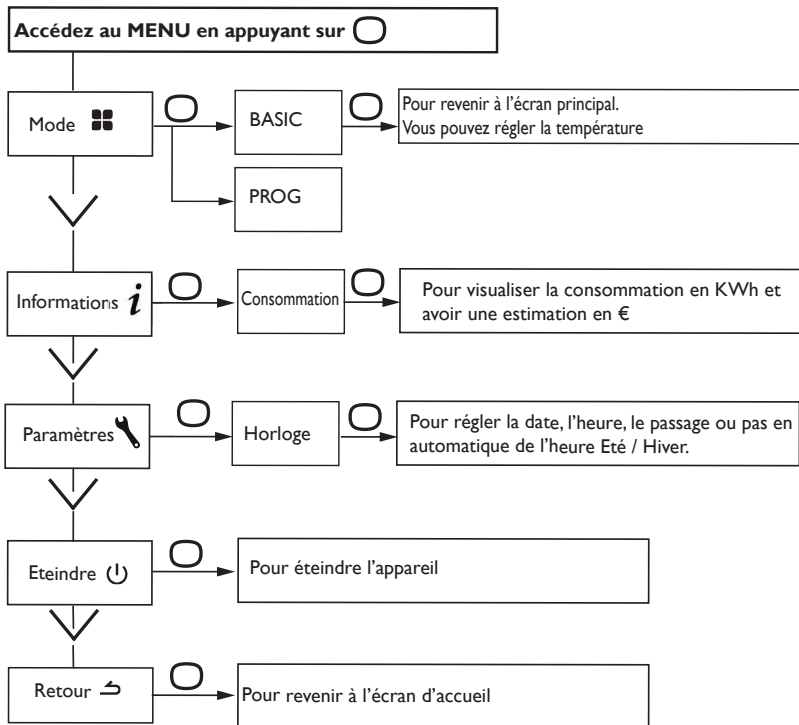 Accédez au MENU en appuyant sur
Mode
BASIC
Pour revenir à l'écran principal.
Vous pouvez régler la température
PROG
Informations
Consommation
Pour visualiser la consommation en KWh et
avoir une estimation en €
Paramètres
Horloge
Pour régler la date, l'heure, le passage ou pas en
automatique de l'heure Eté / Hiver.
Eteindre
Pour éteindre l'appareil
Retour
Pour revenir à l'écran d'accueil